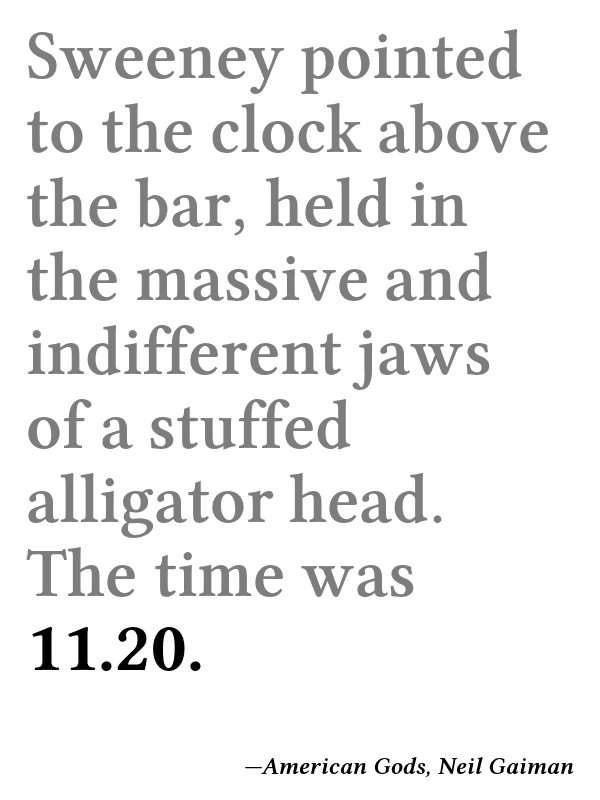 Sweeney pointed
to the clock above
the bar, held in
the massive and
indifferent jaws
of a stuffed
alligator head.
The time was
11.20.
—American Gods, Neil Gaiman